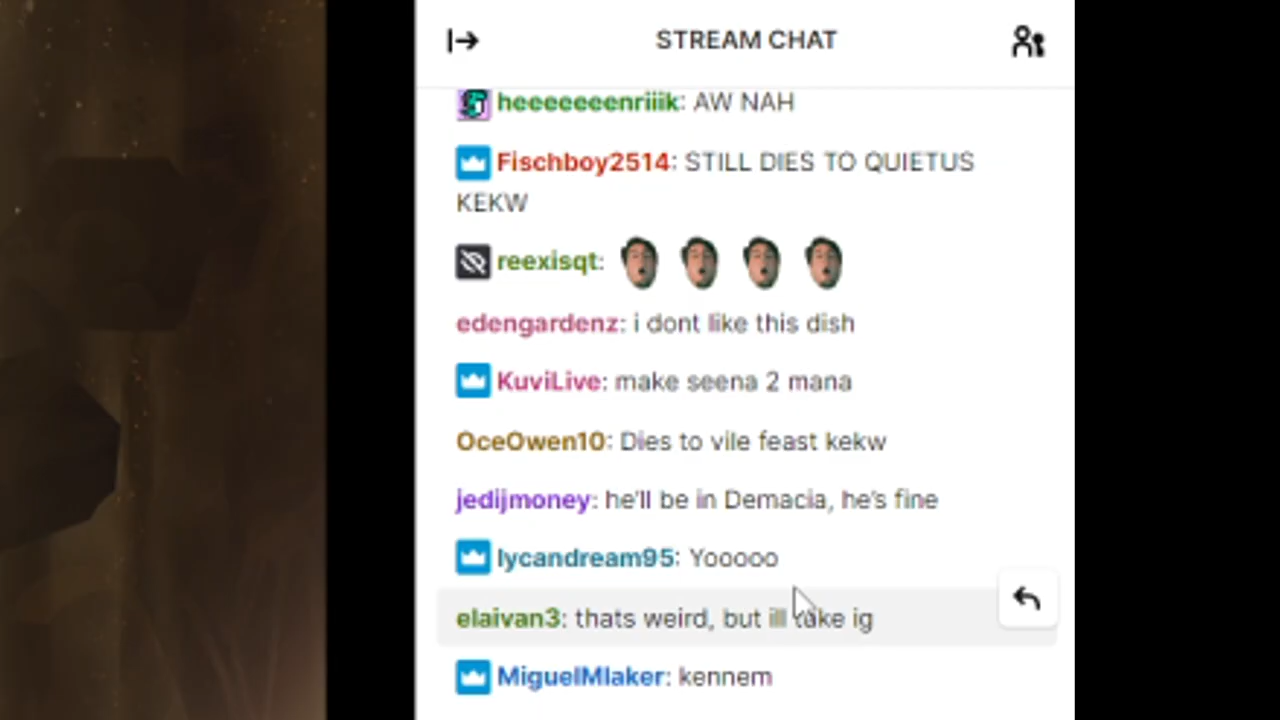 STREAM CHAT
heeeeeeenriiik: AW NAH
Fischboy2514: STILL DIES TO QUIETUS
KEKW
reexisqt:
edengardenz: i dont like this dish
KuviLive: make seena 2 mana
OceOwen10: Dies to vile feast kekw
jedijmoney: he'll be in Demacia, he's fine
lycandream95: Yooooo
elaivan3: thats weird, but ill take ig
MiguelMlaker: kennem